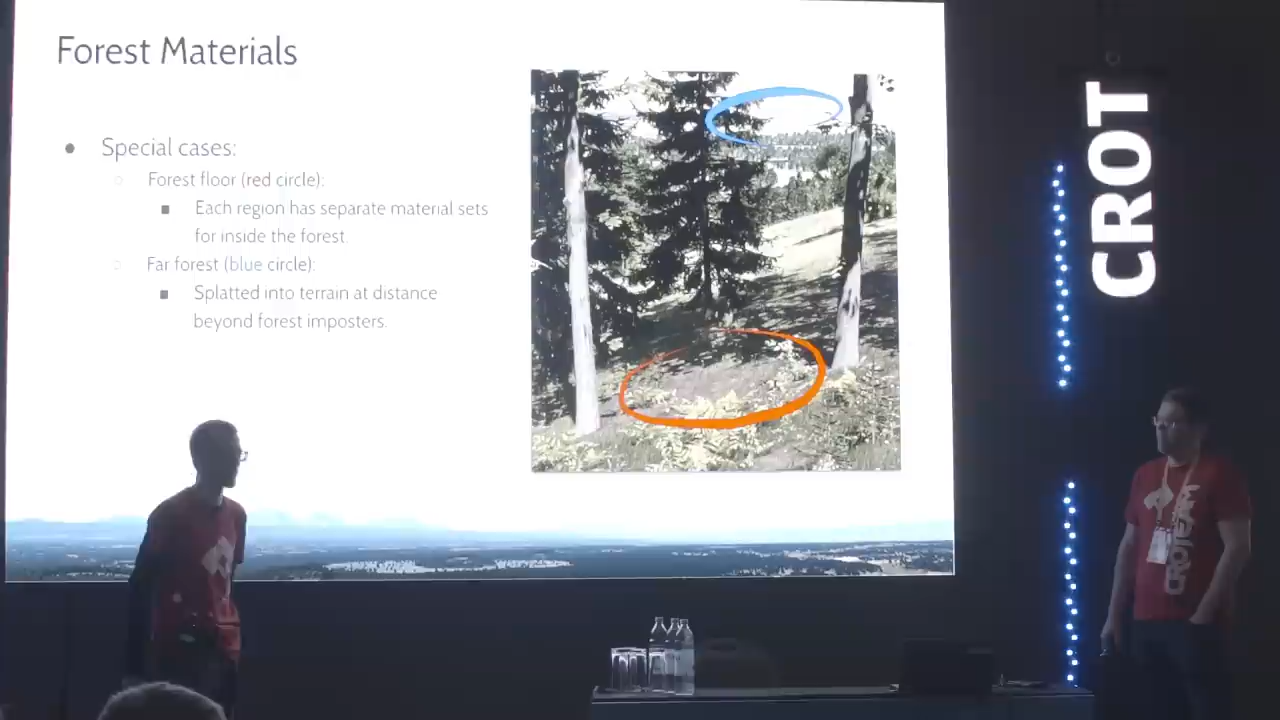 Forest Materials
● Special cases:
○ Forest floor (red circle):
■ Each region has separate material sets
for inside the forest.
○ Far forest (blue circle):
■ Splatted into terrain at distance
beyond forest imposters.
CROT